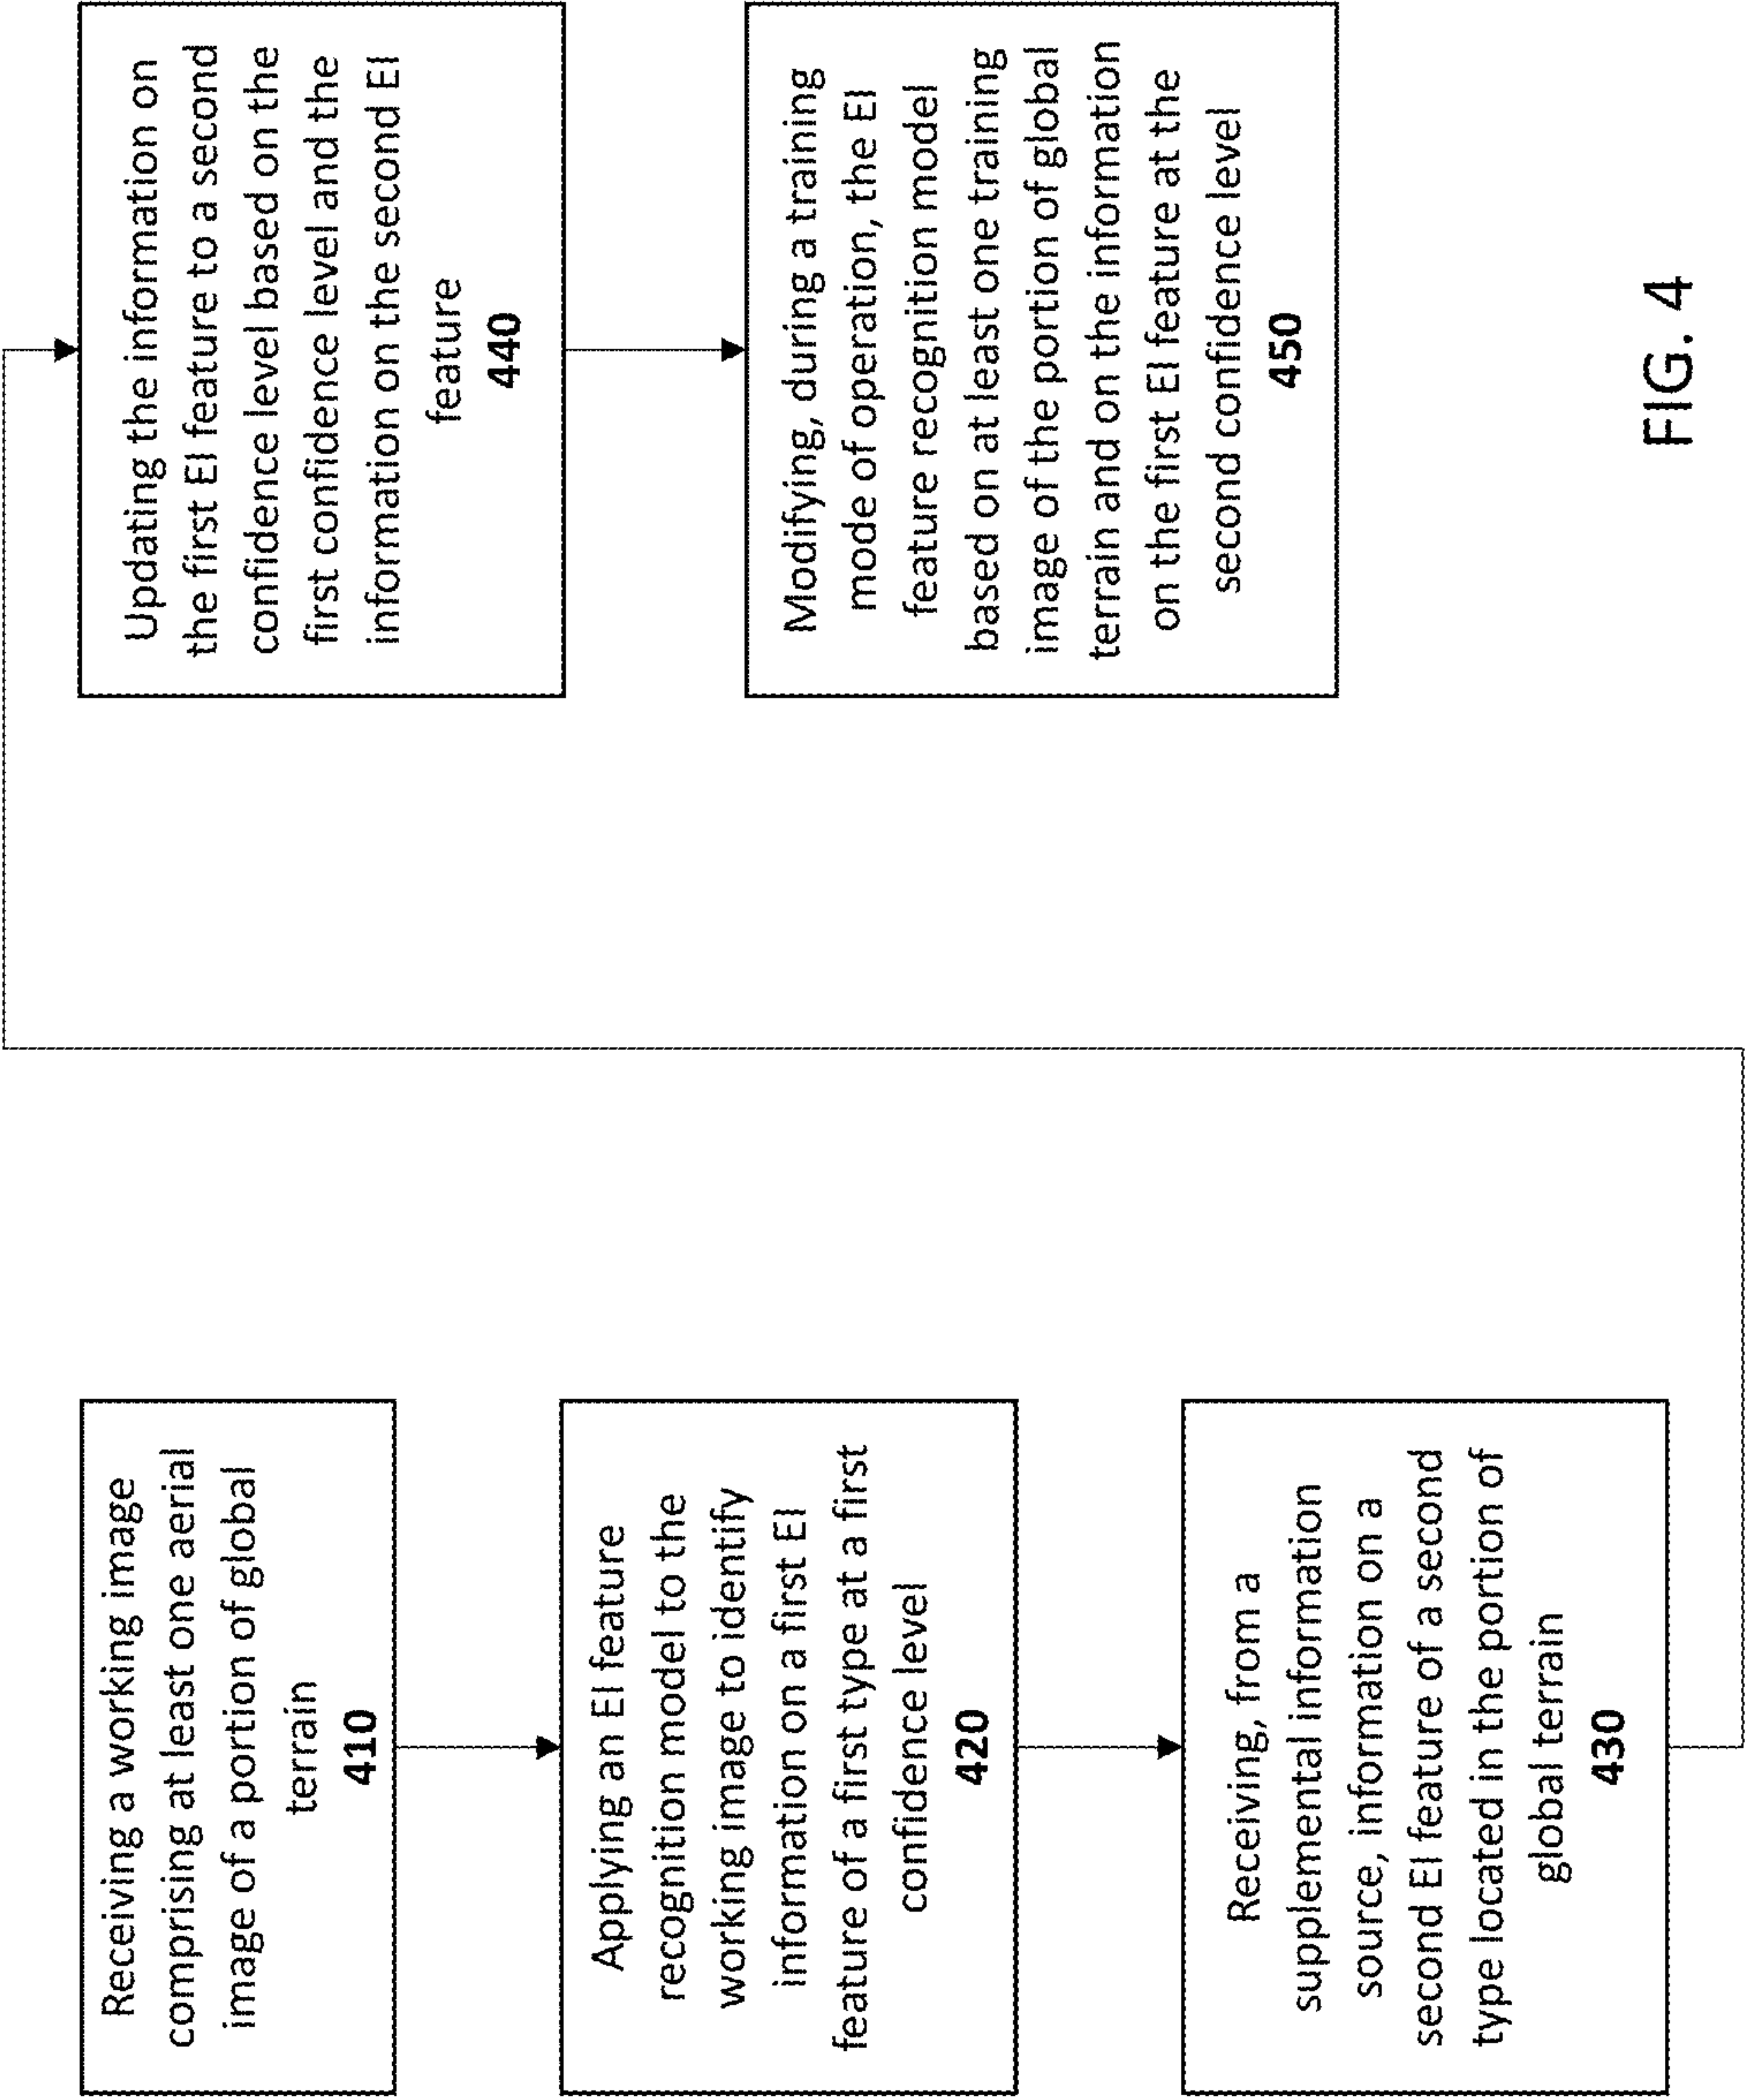 Receiving a working image
comprising at least one aerial
image of a portion of global
terrain
410
Applying an EI feature
recognition model to the
working image to identify
information on a first EI
feature of a first type at a first
confidence level
420
Receiving, from a
supplemental information
source, information on a
second EI feature of a second
type located in the portion of
global terrain
430
Updating the information on
the first EI feature to a second
confidence level based on the
first confidence level and the
information on the second EI
feature
440
Modifying, during a training
mode of operation, the EI
feature recognition model
based on at least one training
image of the portion of global
terrain and on the information
on the first EI feature at the
second confidence level
450
FIG. 4